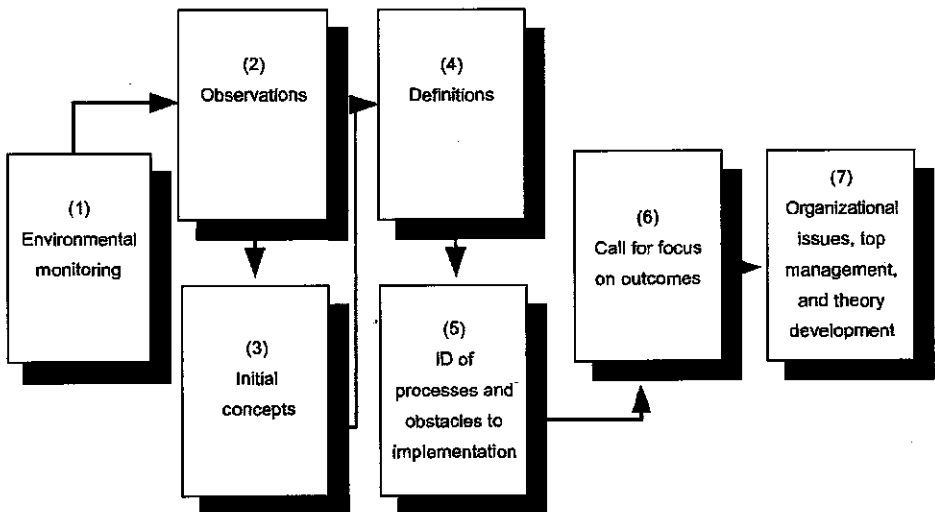 (1)
Environmental
monitoring
(2)
Observations
(3)
Initial
concepts
(4)
Definitions
(5)
ID of
processes and
obstacles to
implementation
(6)
Call for focus
on outcomes
(7)
Organizational
issues, top
management,
and theory
development